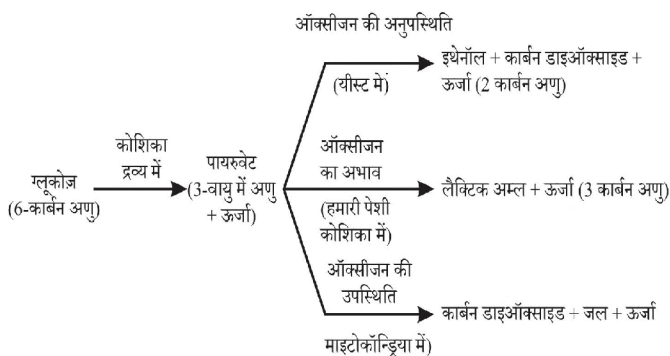 ऑक्सीजन की अनुपस्थिति
इथेनॉल + कार्बन डाइऑक्साइड +
ऊर्जा (2 कार्बन अणु)
(यीस्ट में)
कोशिका
द्रव्य में
ग्लूकोज़
(6-कार्बन अणु)
पायरुवेट
(3-वायु में अणु
+ ऊर्जा)
ऑक्सीजन
का अभाव
(हमारी पेशी
कोशिका में)
लैक्टिक अम्ल + ऊर्जा (3 कार्बन अणु)
ऑक्सीजन की
उपस्थिति
माइटोकॉन्ड्रिया में)
कार्बन डाइऑक्साइड + जल + ऊर्जा